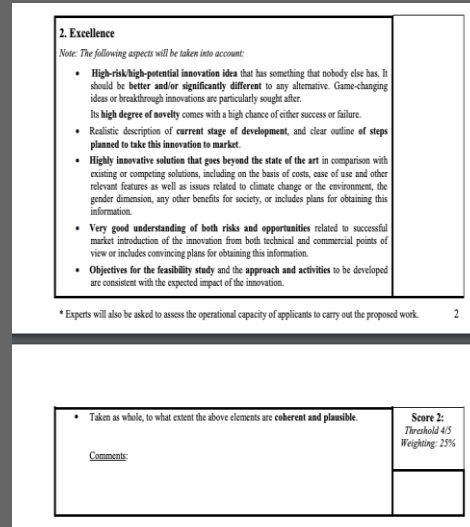 2. Excellence
Note: The following aspects will be taken into account:
• High-risk/high-potential innovation idea that has something that nobody else has. It
should be better and/or significantly different to any alternative. Game-changing
ideas or breakthrough innovations are particularly sought after.
Its high degree of novelty comes with a high chance of either success or failure.
• Realistic description of current stage of development, and clear outline of steps
planned to take this innovation to market.
• Highly innovative solution that goes beyond the state of the art in comparison with
existing or competing solutions, including on the basis of costs, ease of use and other
relevant features as well as issues related to climate change or the environment, the
gender dimension, any other benefits for society, or includes plans for obtaining this
information.
• Very good understanding of both risks and opportunities related to successful
market introduction of the innovation from both technical and commercial points of
view or includes convincing plans for obtaining this information.
• Objectives for the feasibility study and the approach and activities to be developed
are consistent with the expected impact of the innovation.
* Experts will also be asked to assess the operational capacity of applicants to carry out the proposed work. 2
• Taken as whole, to what extent the above elements are coherent and plausible.
Comments:
Score 2:
Threshold 4/5
Weighting: 25%